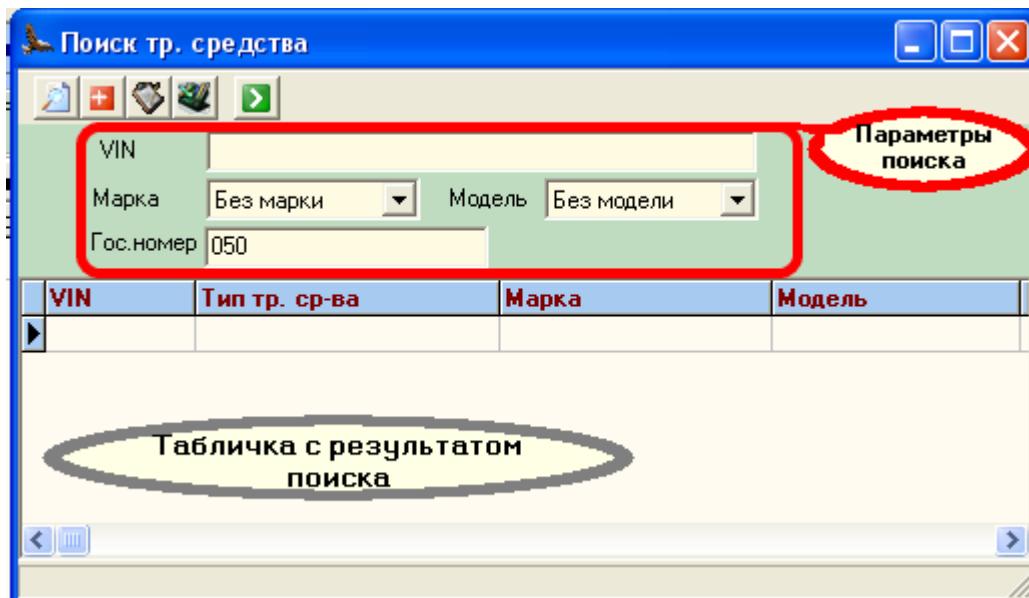 Поиск тр. средства
Параметры
поиска
VIN
Марка Без марки Модель Без модели
Гос.номер 050
VIN Тип тр. ср-ва Марка Модель
Табличка с результатом
поиска